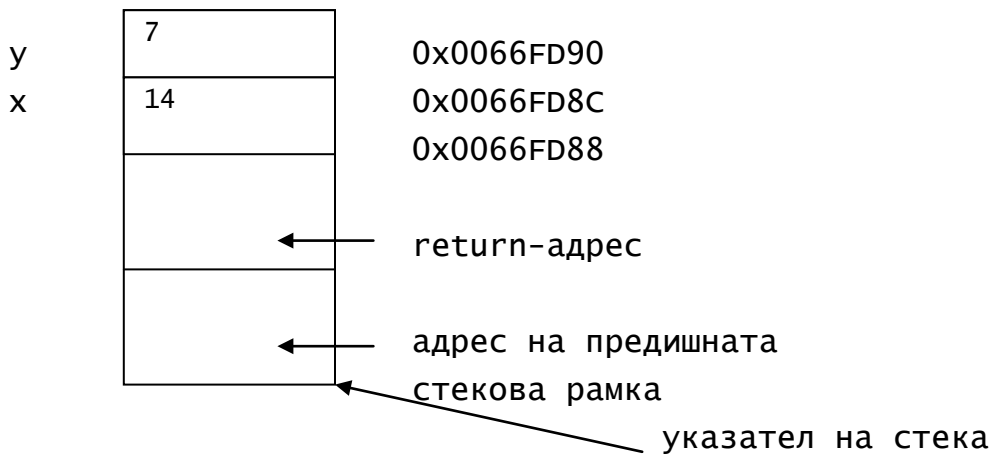 7
y 0x0066FD90
x 14 0x0066FD8C
0x0066FD88
return-адрес
адрес на предишната
стекова рамка
указател на стека